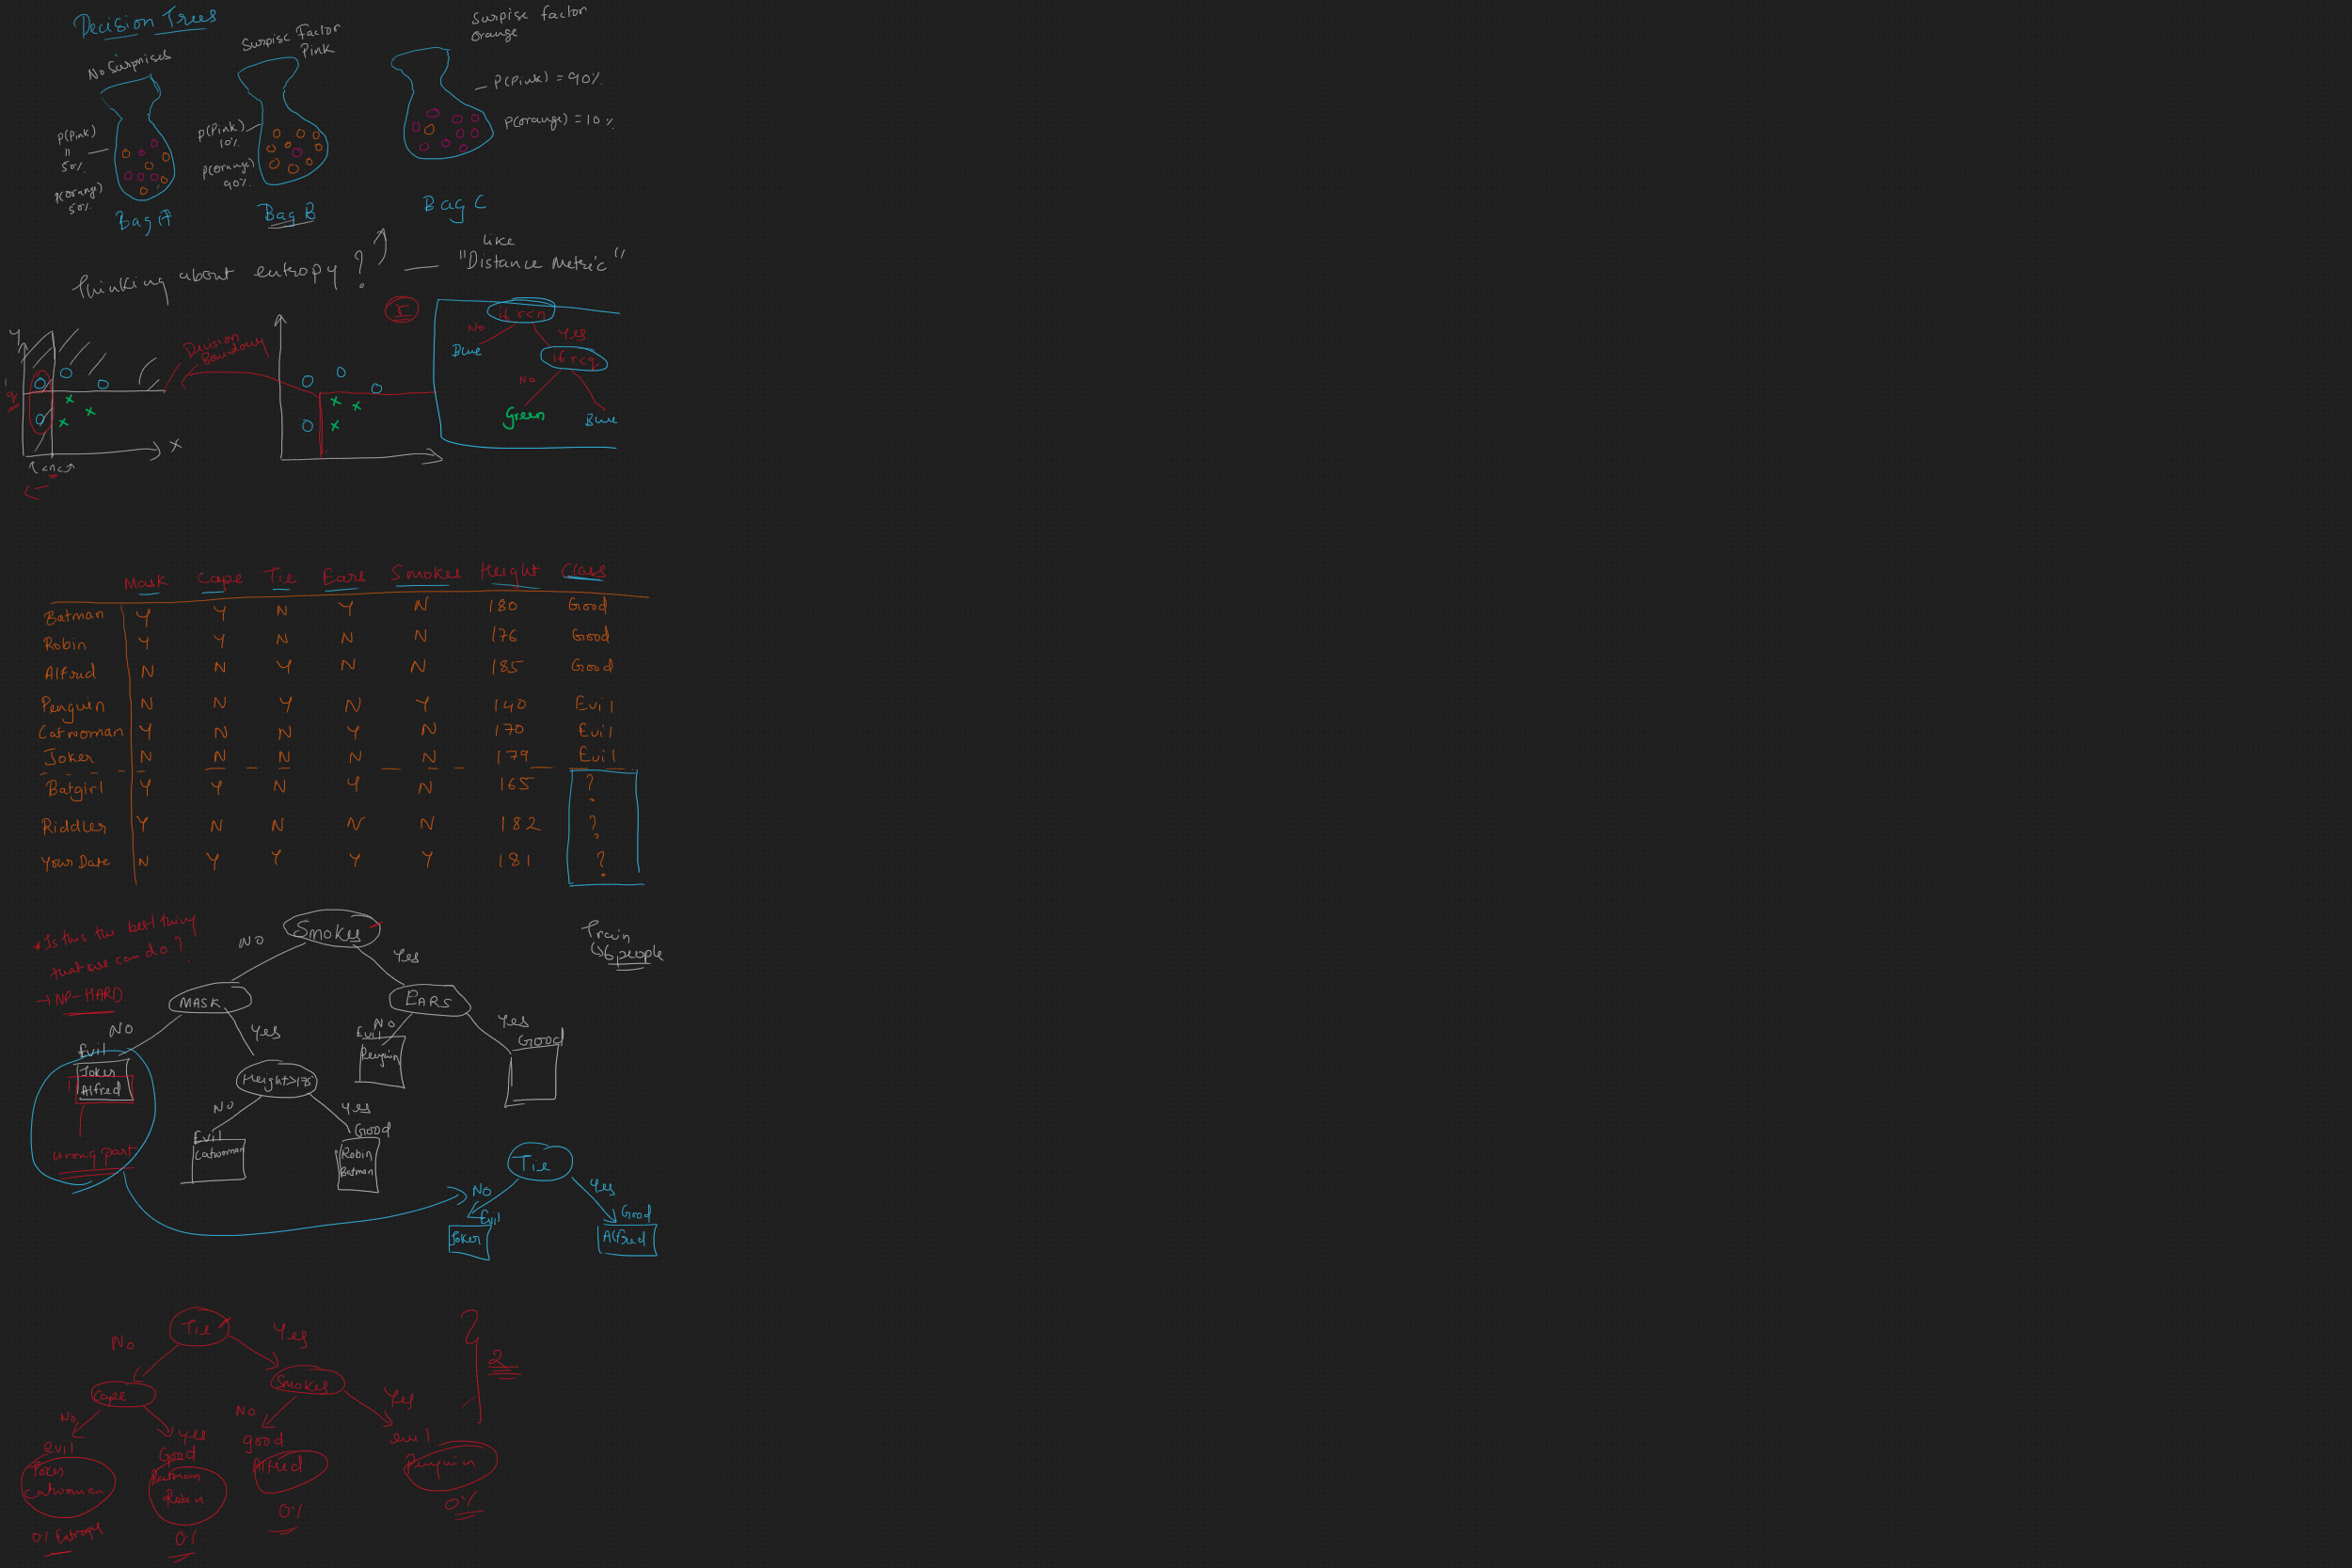 Decision Trees
No Surprises
Surpise Factor
Pink
Surpise factor
Orange
P(Pink)
"
50%
P(orange)
50%
Bag A
P(Pink)
10%
P(orange)
90%
Bag B
P(Pink) = 90%
P(orange) = 10%
Bag C
Thinking about entropy ?
like
"Distance Metric"
y
q
x
Decision
Boundary
I
if x<n
No
Yes
Blue
No
Green
Blue
Mask Cape Tie Ears Smokes Height Class
Batman Y Y N Y N 180 Good
Robin Y Y N N N 176 Good
Alfred N N Y N N 185 Good
Penguin N N Y N Y 140 Evil
Catwoman Y N N Y N 170 Evil
Joker N N N N N 179 Evil
Batgirl Y Y N Y N 165 ?
Riddler Y N N N N 182 ?
Your Date N Y Y Y Y 181 ?
*Is this the best thing
that we can do ?
→ NP-HARD
Smokes
NO
Yes
Train
↳6 people
MASK
EARS
NO
Yes
NO
Yes
Evil
Joker
Alfred
wrong part
Height>175
Evil
Penguin
Good
NO
Yes
Evil
Catwoman
Good
Robin
Batman
Tie
NO
Yes
Evil
Joker
Good
Alfred
Tie
No
Yes
Cape
Smokes
2
No
Yes
No
Yes
evil
Joker
Catwoman
0% Entropy
Good
Batman
Robin
0%
good
Alfred
0%
evil
Penguin
0%